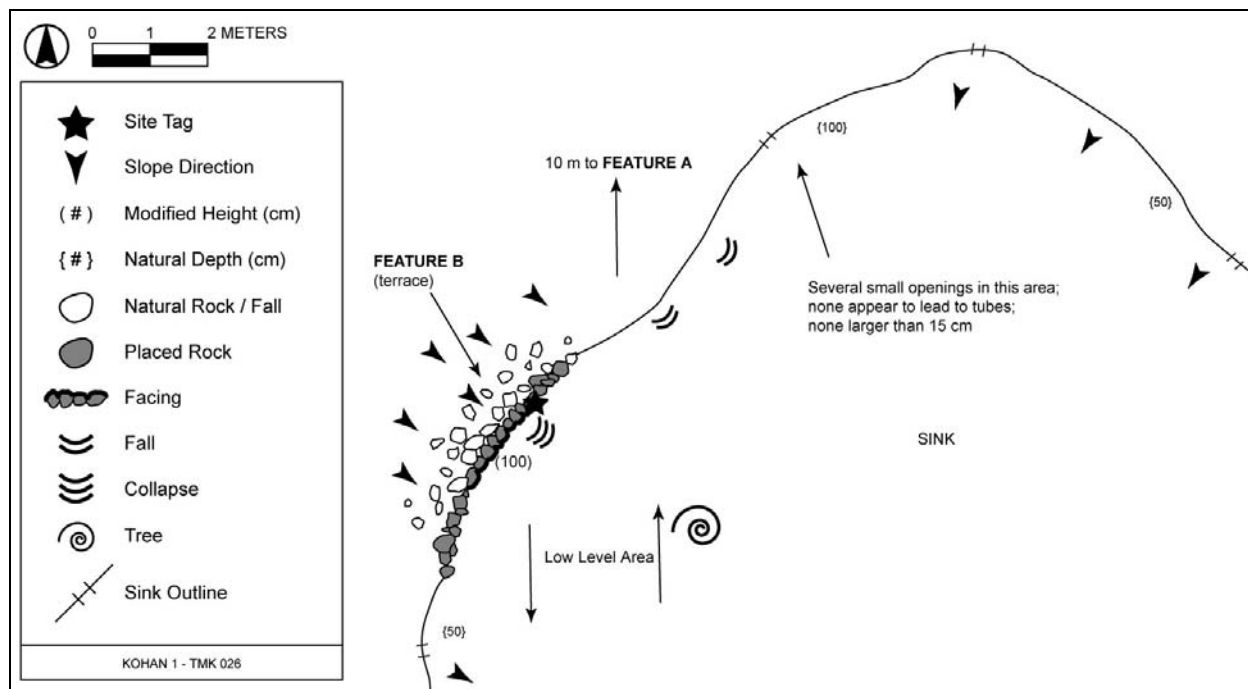 0 1 2 METERS
Site Tag
Slope Direction
( # ) Modified Height (cm)
{ # } Natural Depth (cm)
Natural Rock / Fall
Placed Rock
Facing
Fall
Collapse
Tree
Sink Outline
KOHAN 1 - TMK 026
{100}
10 m to FEATURE A
{50}
FEATURE B
(terrace)
Several small openings in this area;
none appear to lead to tubes;
none larger than 15 cm
SINK
(100)
Low Level Area
{50}